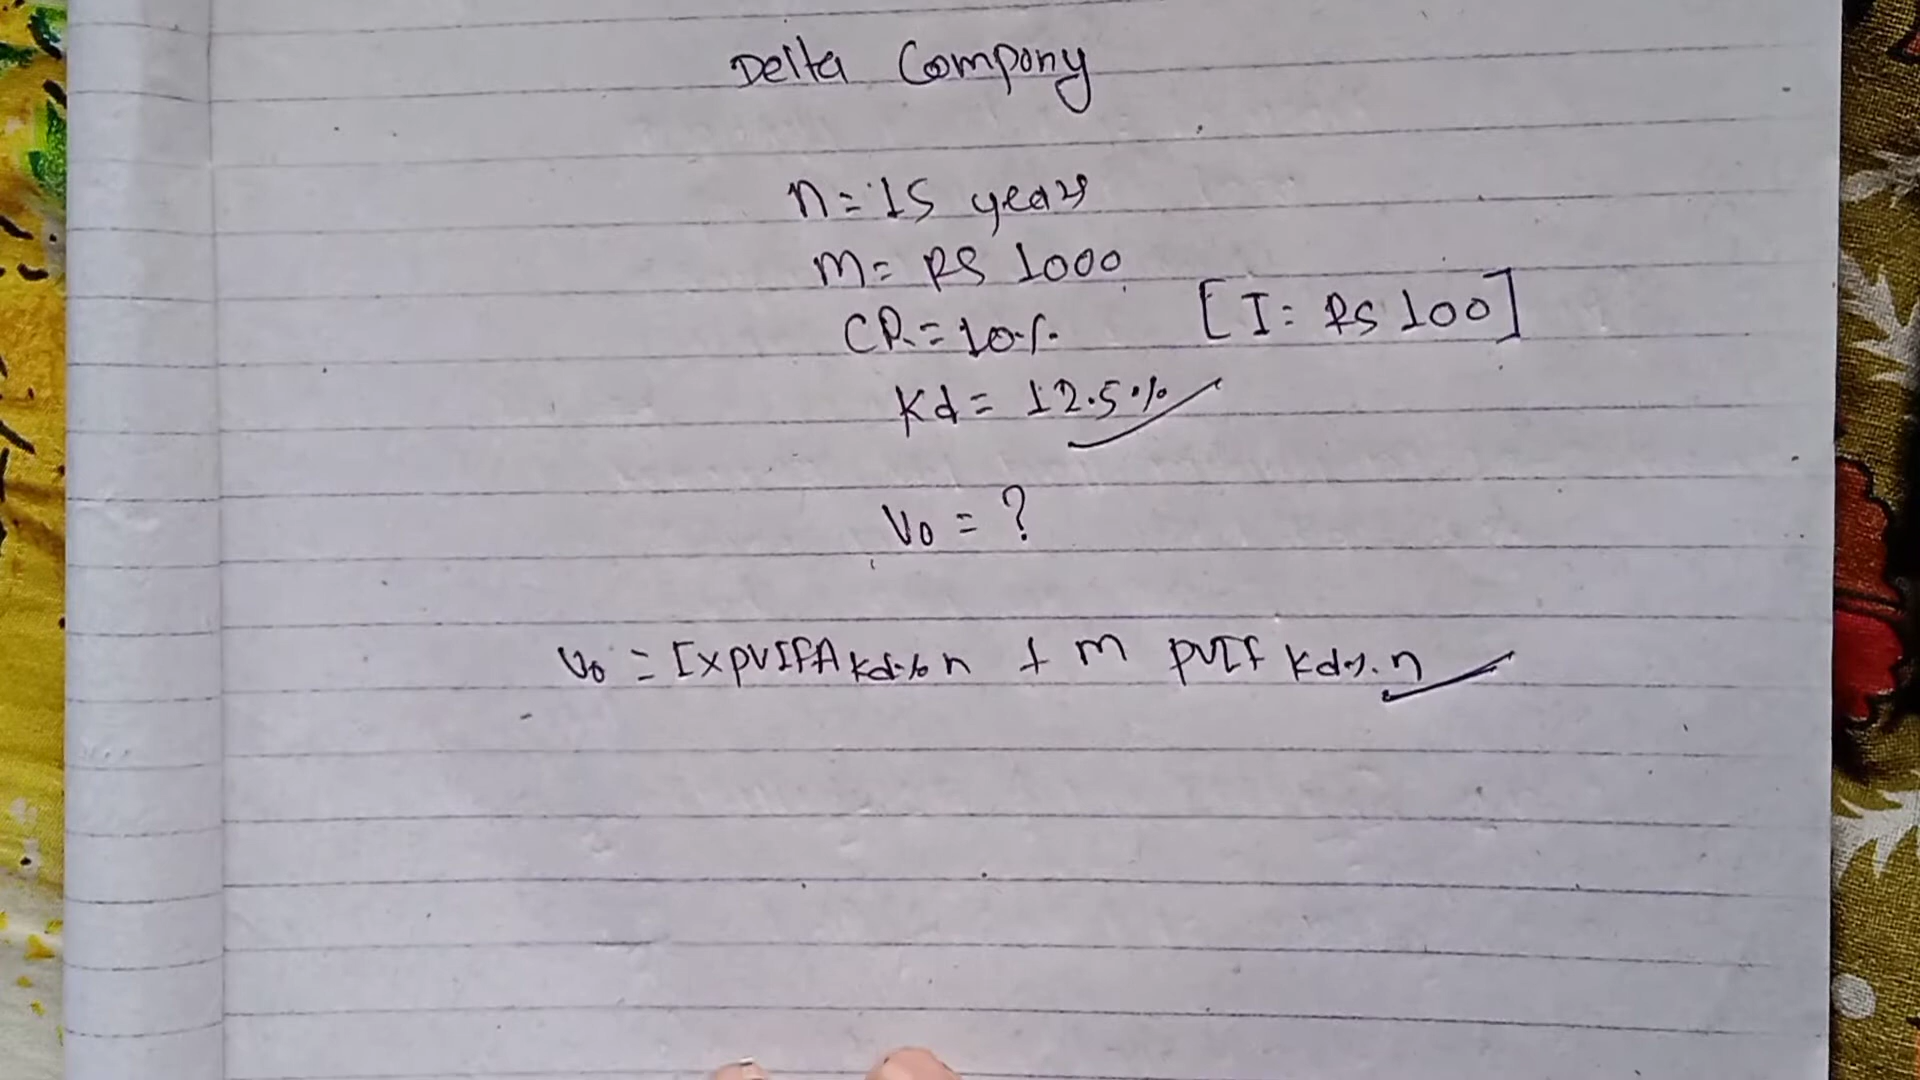 Delta Company
n = 15 years
m = RS 1000
CR = 10% [I = Rs 100]
Kd = 12.5%
V0 = ?
V0 = I x PVIFA kd% n + m PVIF kd%. n